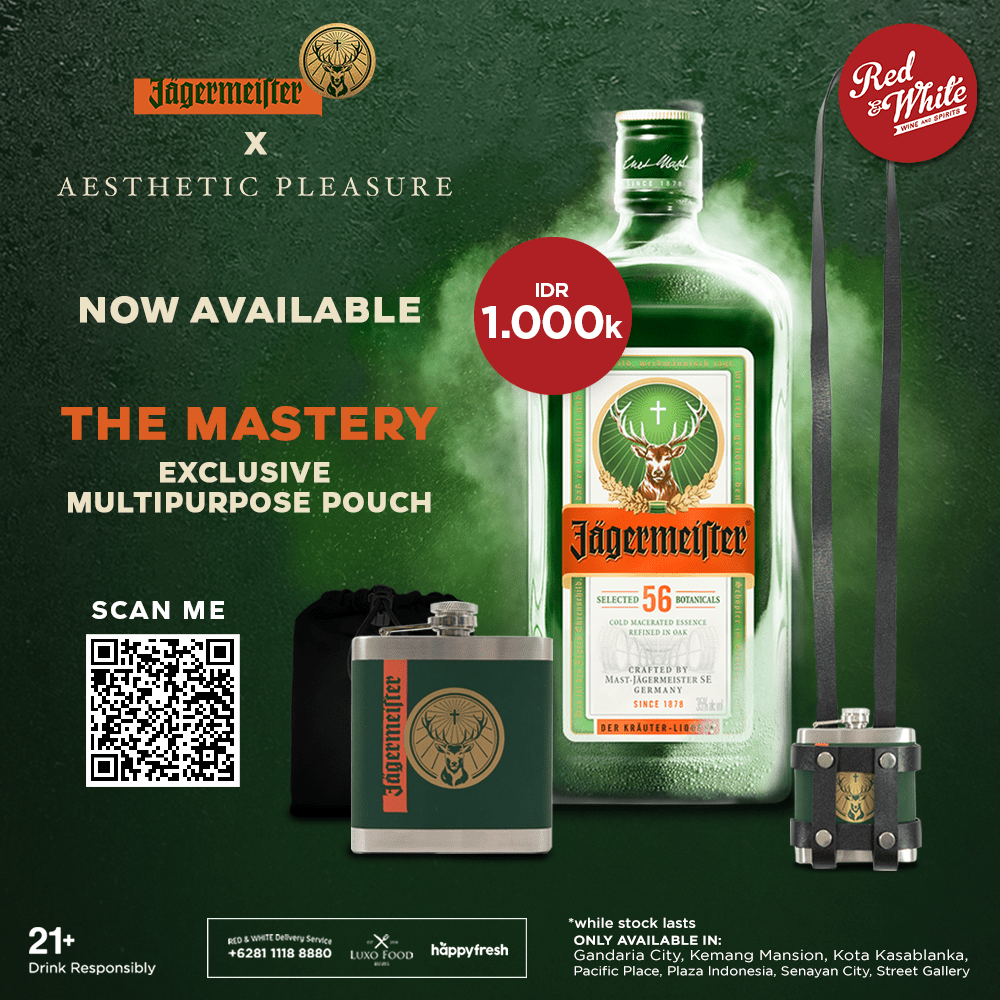 Jägermeister
X
AESTHETIC PLEASURE
Red
& White
WINE AND SPIRITS
NOW AVAILABLE
IDR
1.000k
THE MASTERY
EXCLUSIVE
MULTIPURPOSE POUCH
SCAN ME
SINCE 1878
Jägermeister
SELECTED 56 BOTANICALS
COLD MACERATED ESSENCE
REFINED IN OAK
CRAFTED BY
MAST-JÄGERMEISTER SE
GERMANY
SINCE 1878
35%
DER KRÄUTER-
Jägermeister
21+
Drink Responsibly
RED & WHITE Delivery Service
+6281 1118 8880
LUXO FOOD
happyfresh
*while stock lasts
ONLY AVAILABLE IN:
Gandaria City, Kemang Mansion, Kota Kasablanka,
Pacific Place, Plaza Indonesia, Senayan City, Street Gallery